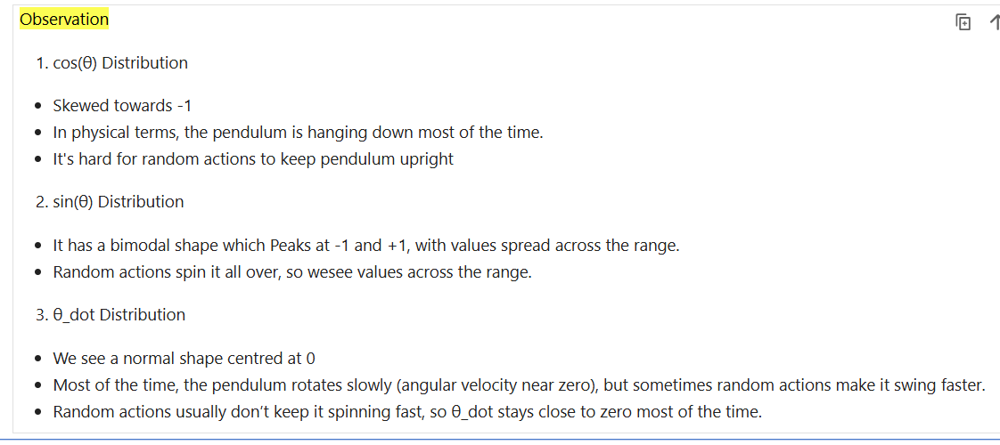 Observation
1. cos(θ) Distribution
• Skewed towards -1
• In physical terms, the pendulum is hanging down most of the time.
• It's hard for random actions to keep pendulum upright
2. sin(θ) Distribution
• It has a bimodal shape which Peaks at -1 and +1, with values spread across the range.
• Random actions spin it all over, so wesee values across the range.
3. θ_dot Distribution
• We see a normal shape centred at 0
• Most of the time, the pendulum rotates slowly (angular velocity near zero), but sometimes random actions make it swing faster.
• Random actions usually don’t keep it spinning fast, so θ_dot stays close to zero most of the time.